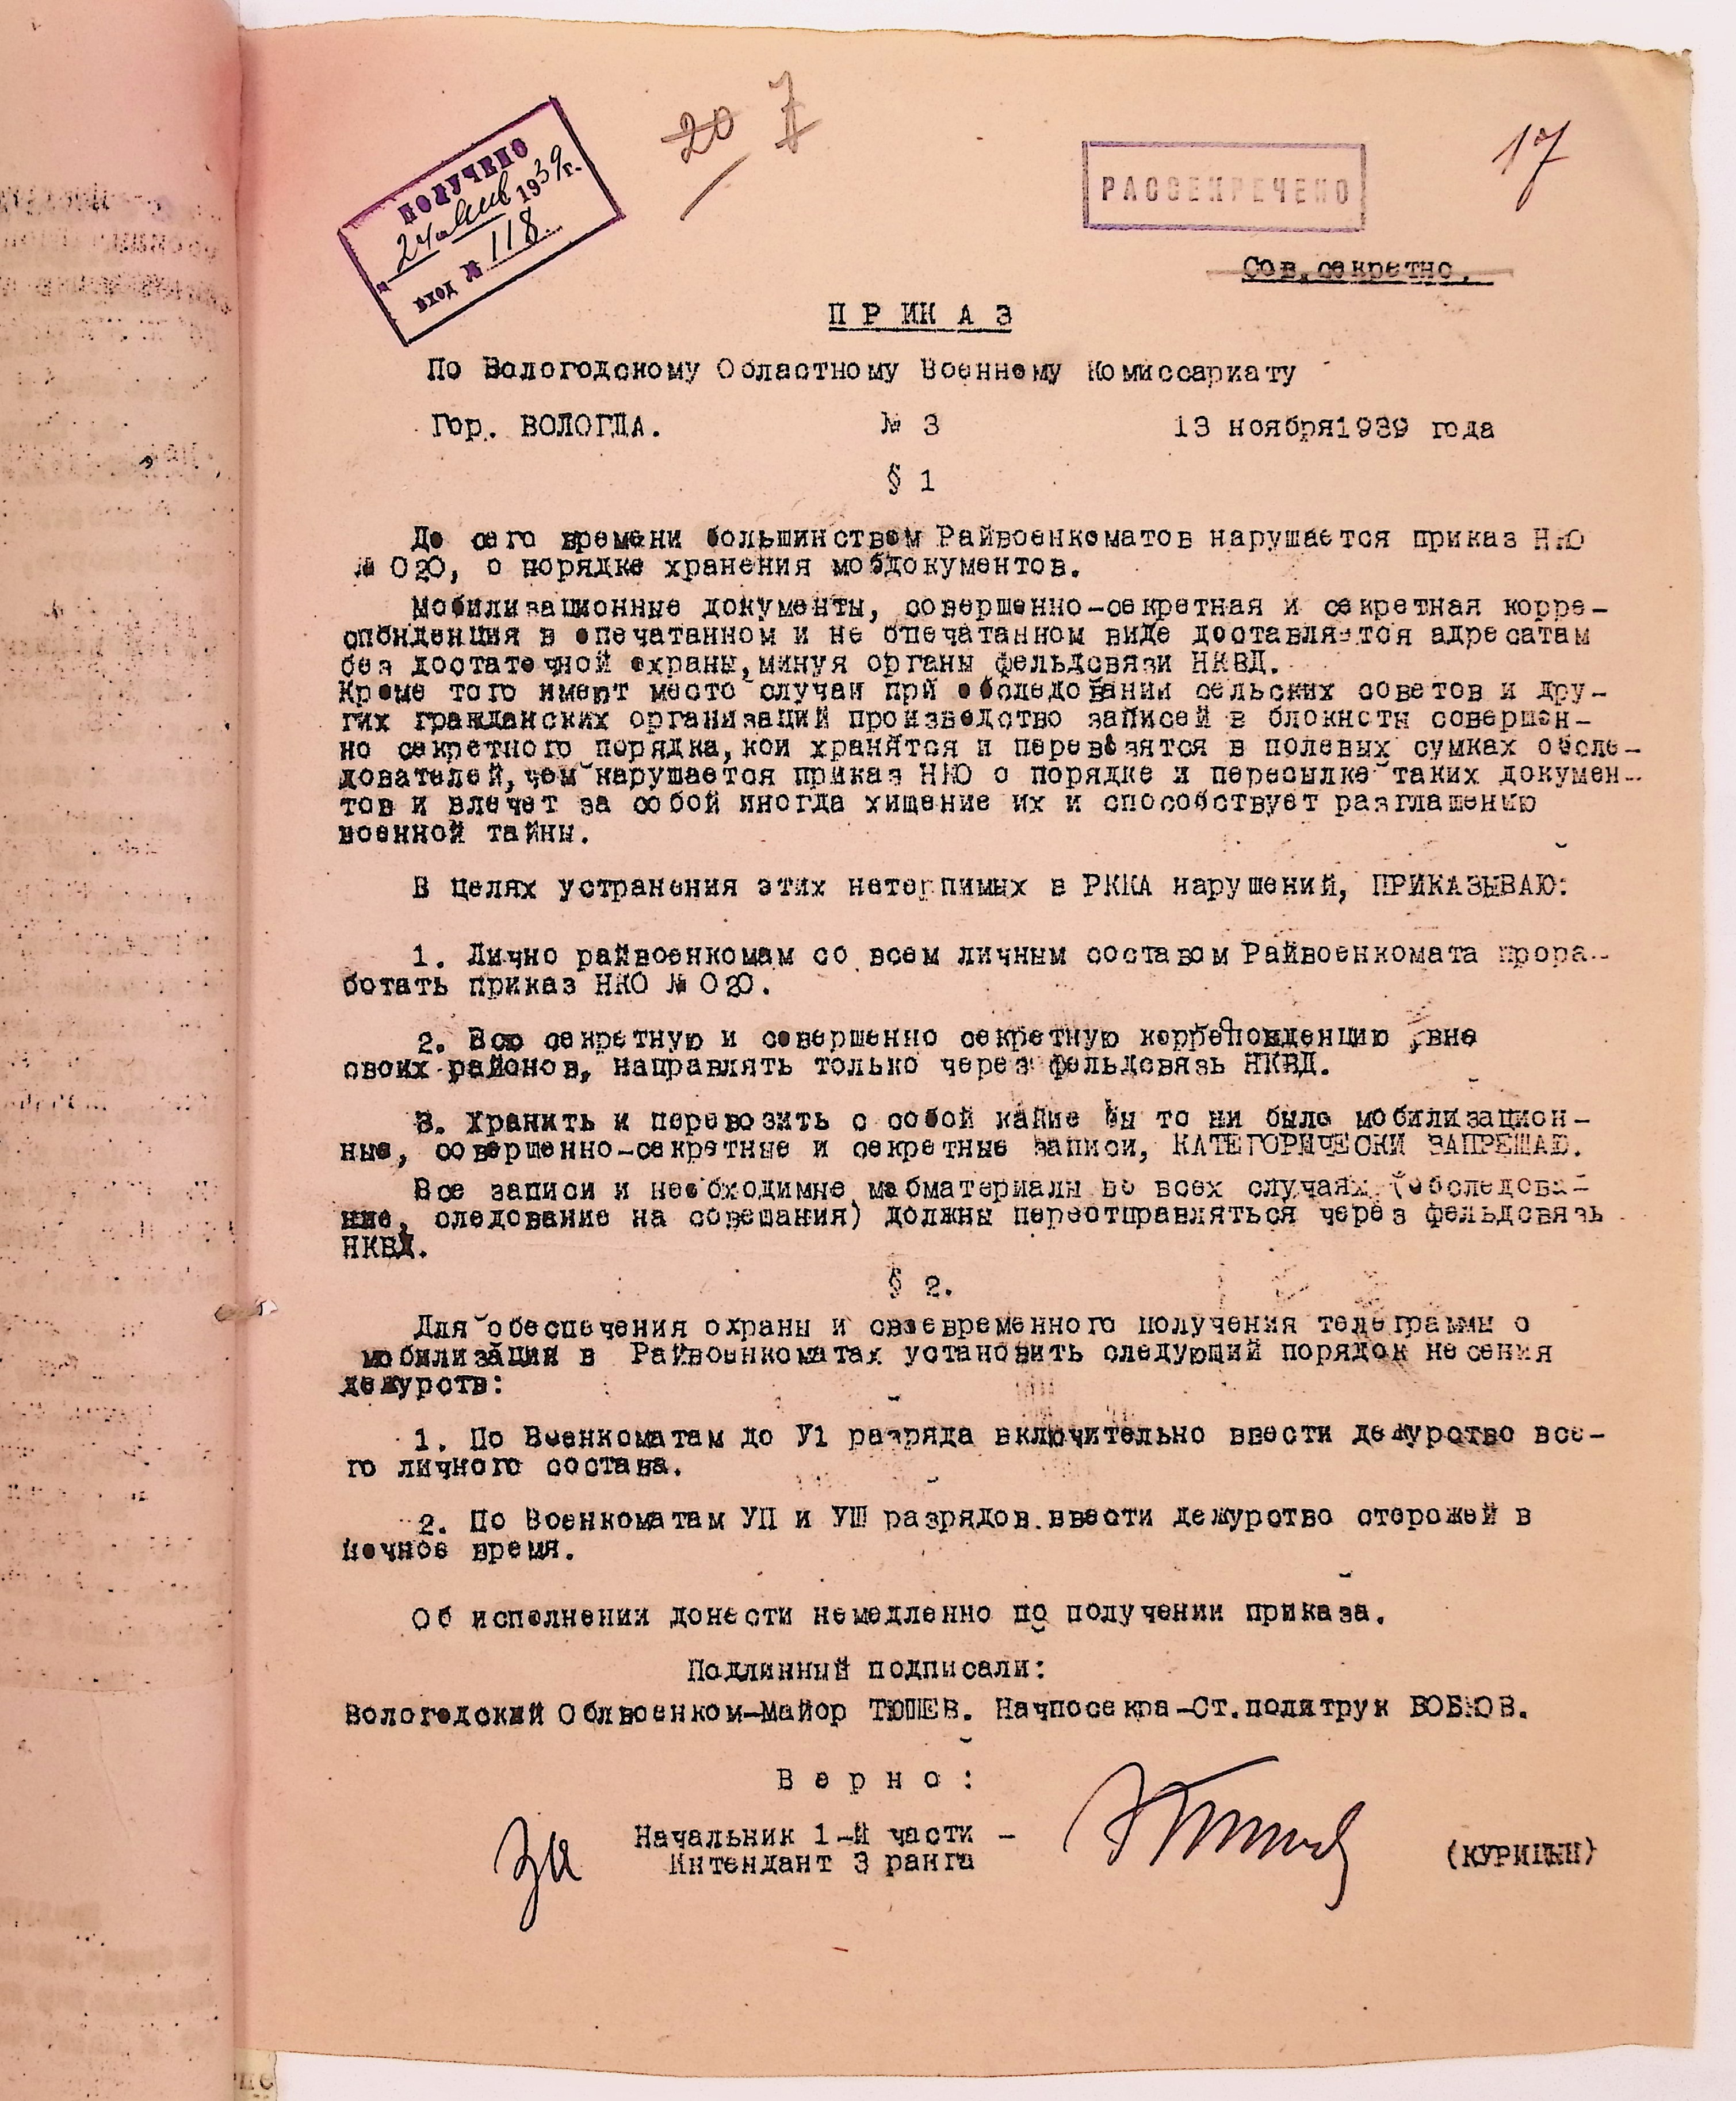 20 7
17
ПОЛУЧЕНО
24 янв 1939 г.
ВХОД № 118.
РАССЕКРЕЧЕНО
Сов.секретно.
П Р И К А З
По Вологодскому Областному Военному Комиссариату
Гор. ВОЛОГДА. № 3 13 ноября1939 года
§ 1
До сего времени большинством Райвоенкоматов нарушается приказ НКО
№ 020, о порядке хранения мобдокументов.
Мобилизационные документы, совершенно-секретная и секретная корре-
спонденция в опечатанном и не опечатанном виде доставляется адресатам
без достаточной охраны,минуя органы фельдсвязи НКВД.
Кроме того имеют место случаи при обследовании сельских советов и дру-
гих гражданских организаций производство записей в блокноты совершен-
но секретного порядка,кои хранятся и перевозятся в полевых сумках обсле-
дователей,чем нарушается приказ НКО о порядке и пересылке таких докумен-
тов и влечет за собой иногда хищение их и способствует разглашению
военной тайны.
В целях устранения этих нетерпимых в РККА нарушений, ПРИКАЗЫВАЮ:
1. Лично райвоенкомам со всем личным составом Райвоенкомата прора-
ботать приказ НКО № 020.
2. Всю секретную и совершенно секретную корреспонденцию ,вне
своих районов, направлять только через фельдсвязь НКВД.
3. Хранить и перевозить с собой какие бы то ни было мобилизацион-
ные, совершенно-секретные и секретные записи, КАТЕГОРИЧЕСКИ ЗАПРЕЩАЮ.
Все записи и необходимые мобматериалы во всех случаях (обследова-
ние, следование на совещания) должны переотправляться через фельдсвязь
НКВД.
§ 2.
Для обеспечения охраны и своевременного получения телеграммы о
мобилизации в Райвоенкоматах установить следующий порядок несения
дежурств:
1. По Военкоматам до У1 разряда включительно ввести дежурство все-
го личного состава.
2. По Военкоматам УП и УШ разрядов ввести дежурство сторожей в
ночное время.
Об исполнении донести немедленно по получении приказа.
Подлинный подписали:
Вологодский Облвоенком-Майор ТЮШЕВ. Начпосекра-Ст.политрук БОБКОВ.
В е р н о :
Начальник 1-й части -
Интендант 3 ранга
(КУРИЦЫН)